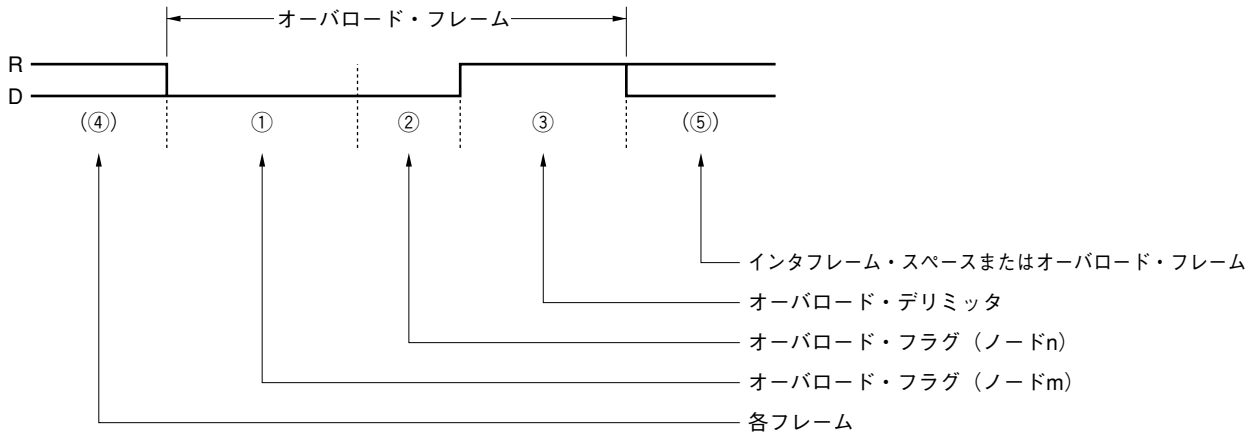 オーバロード・フレーム
R
D
(④) ① ② ③ (⑤)
インタフレーム・スペースまたはオーバロード・フレーム
オーバロード・デリミッタ
オーバロード・フラグ（ノードn）
オーバロード・フラグ（ノードm）
各フレーム